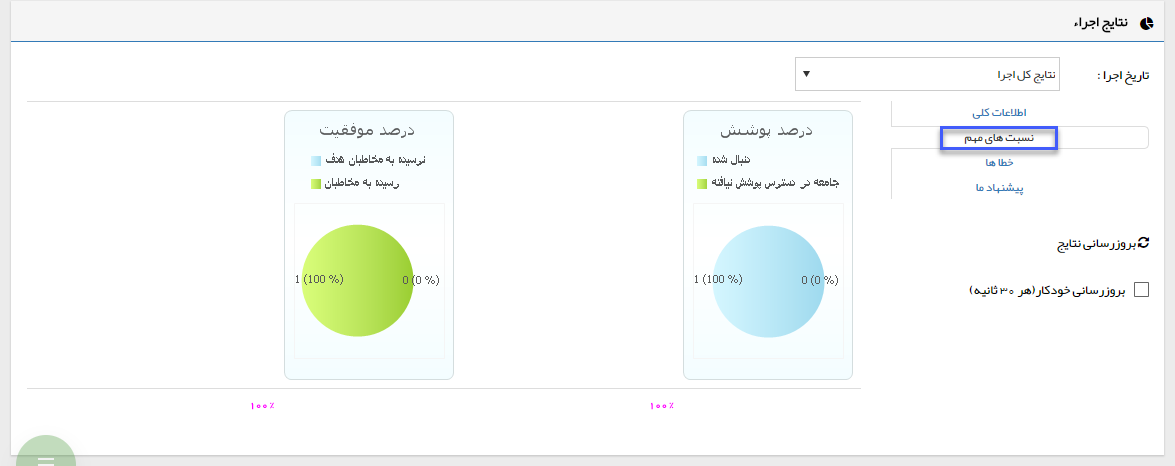 نتایج اجراء
تاریخ اجرا :
نتایج کل اجرا
اطلاعات کلی
نسبت های مهم
خطا ها
پیشنهاد ما
بروزرسانی نتایج
بروزرسانی خودکار(هر ۳۰ ثانیه)
درصد پوشش
دنبال شده
جامعه در دسترس پوشش نیافته
1 (100 %)
0 (0 %)
۱۰۰٪
درصد موفقیت
نرسیده به مخاطبان هدف
رسیده به مخاطبان
1 (100 %)
0 (0 %)
۱۰۰٪